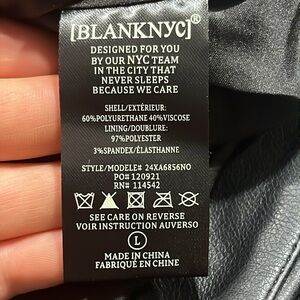 [BLANKNYC]®
DESIGNED FOR YOU
BY OUR NYC TEAM
IN THE CITY THAT
NEVER SLEEPS
BECAUSE WE CARE
SHELL/EXTÉRIEUR:
60%POLYURETHANE 40%VISCOSE
LINING/DOUBLURE:
97%POLYESTER
3%SPANDEX/ÉLASTHANNE
STYLE/MODELE# 24XA6856NO
PO# 120921
RN# 114542
SEE CARE ON REVERSE
VOIR INSTRUCTION AUVERSO
L
MADE IN CHINA
FABRIQUÉ EN CHINE